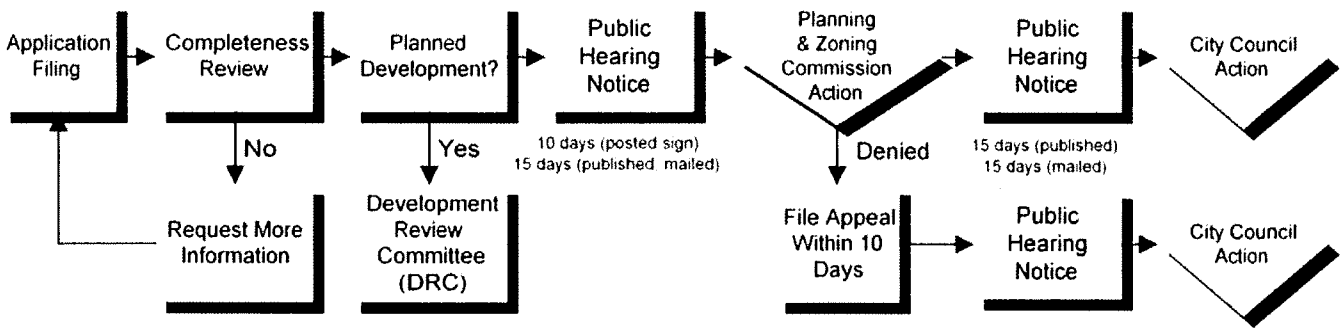 Application
Filing
Completeness
Review
Planned
Development?
Public
Hearing
Notice
Planning
& Zoning
Commission
Action
Public
Hearing
Notice
City Council
Action
No
Yes
10 days (posted sign)
15 days (published, mailed)
Denied
15 days (published)
15 days (mailed)
Request More
Information
Development
Review
Committee
(DRC)
File Appeal
Within 10
Days
Public
Hearing
Notice
City Council
Action